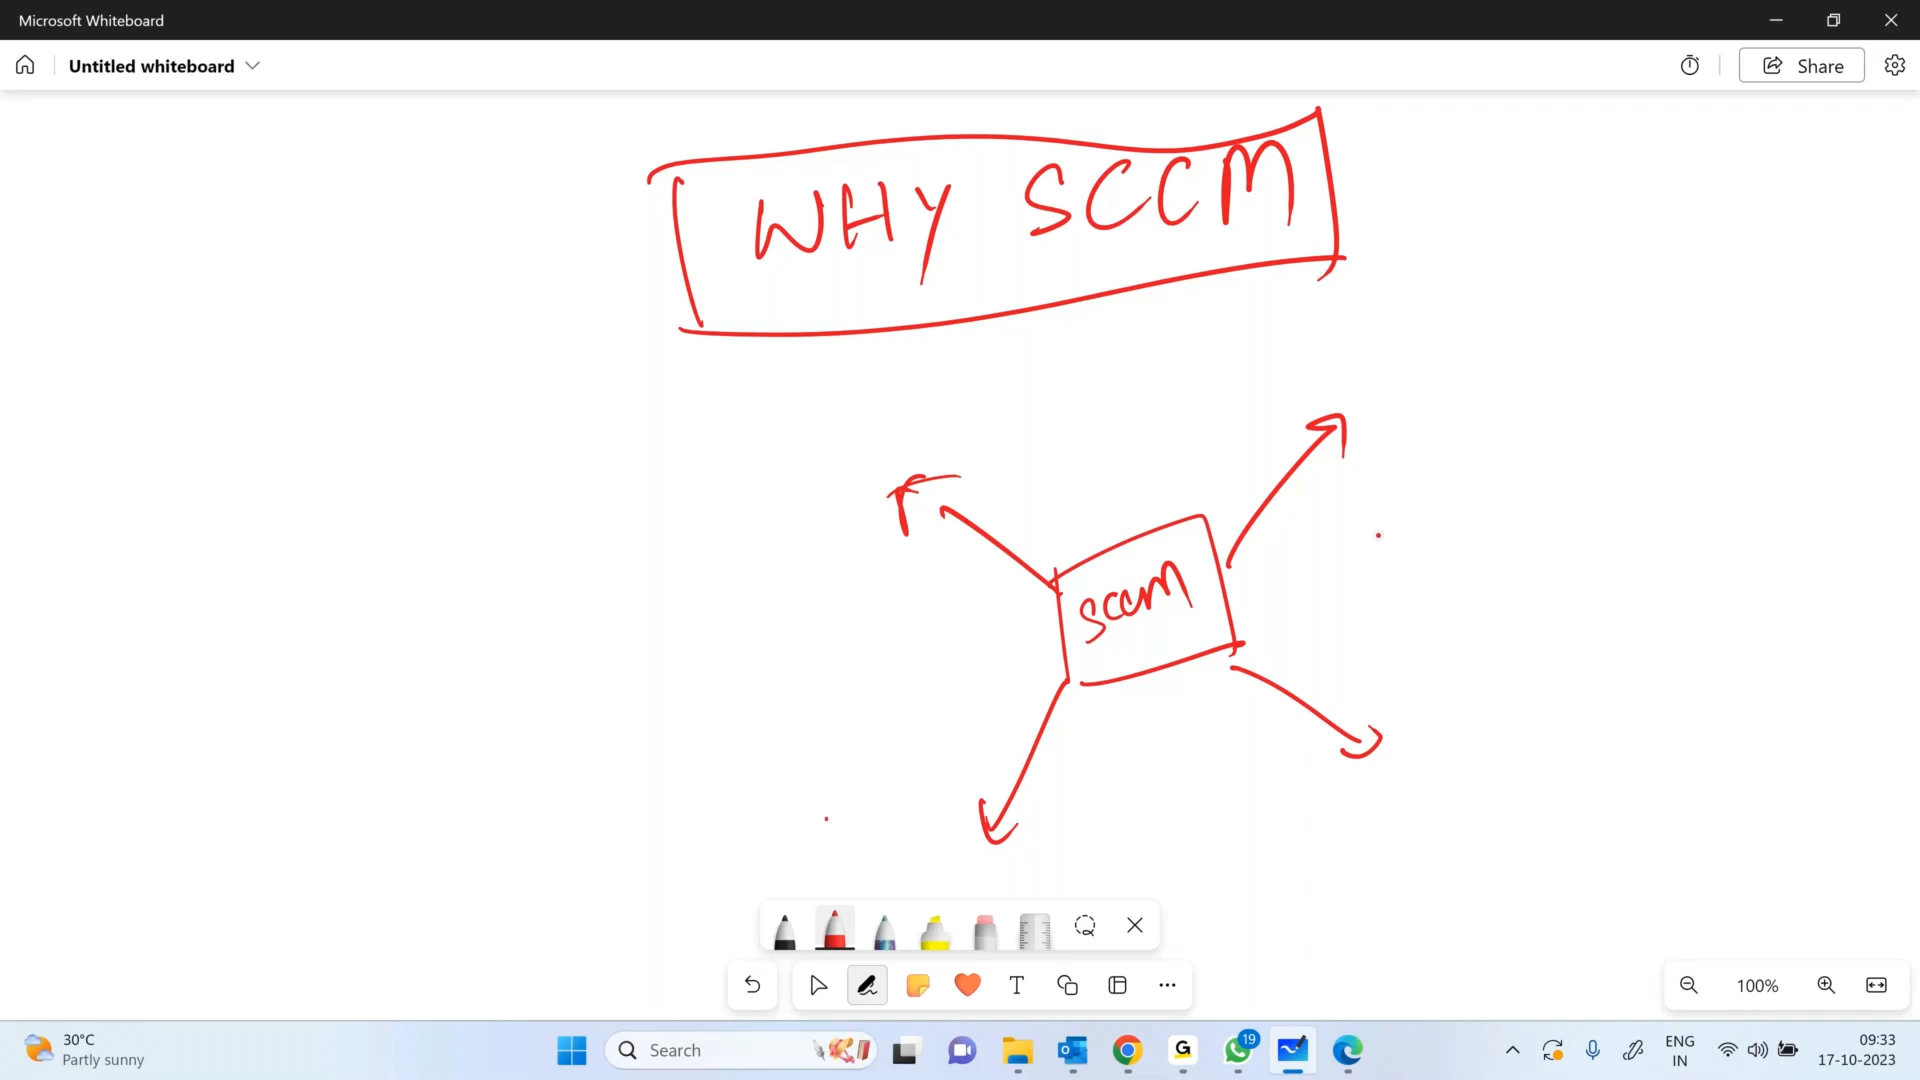 Microsoft Whiteboard
Untitled whiteboard
Share
WHY SCCM
sccm
100%
30°C
Partly sunny
Search
G
19
ENG
IN
09:33
17-10-2023